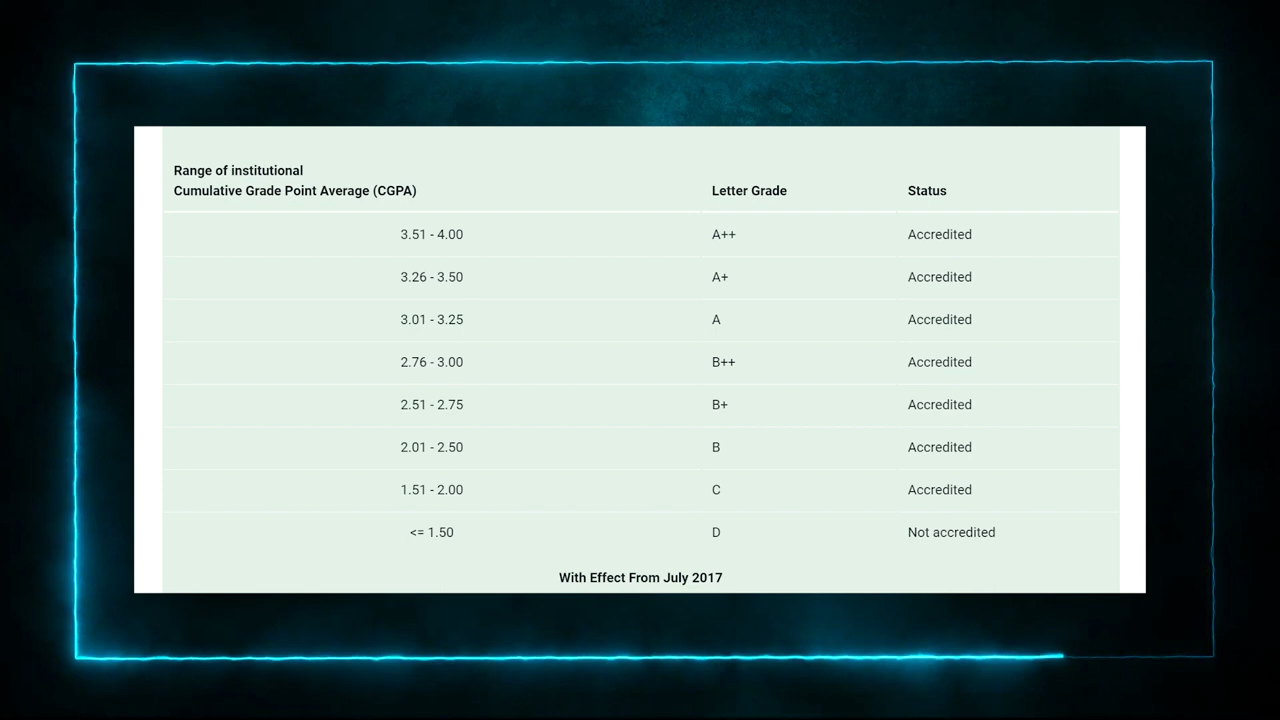 Range of institutional
Cumulative Grade Point Average (CGPA) Letter Grade Status
3.51 - 4.00 A++ Accredited
3.26 - 3.50 A+ Accredited
3.01 - 3.25 A Accredited
2.76 - 3.00 B++ Accredited
2.51 - 2.75 B+ Accredited
2.01 - 2.50 B Accredited
1.51 - 2.00 C Accredited
<= 1.50 D Not accredited
With Effect From July 2017